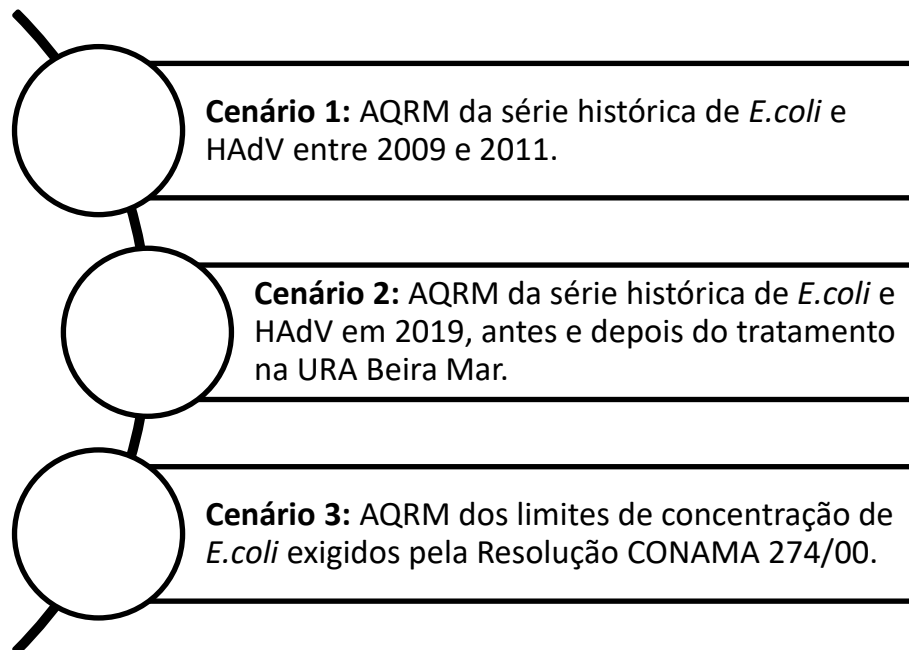 Cenário 1: AQRM da série histórica de E.coli e
HAdV entre 2009 e 2011.
Cenário 2: AQRM da série histórica de E.coli e
HAdV em 2019, antes e depois do tratamento
na URA Beira Mar.
Cenário 3: AQRM dos limites de concentração de
E.coli exigidos pela Resolução CONAMA 274/00.